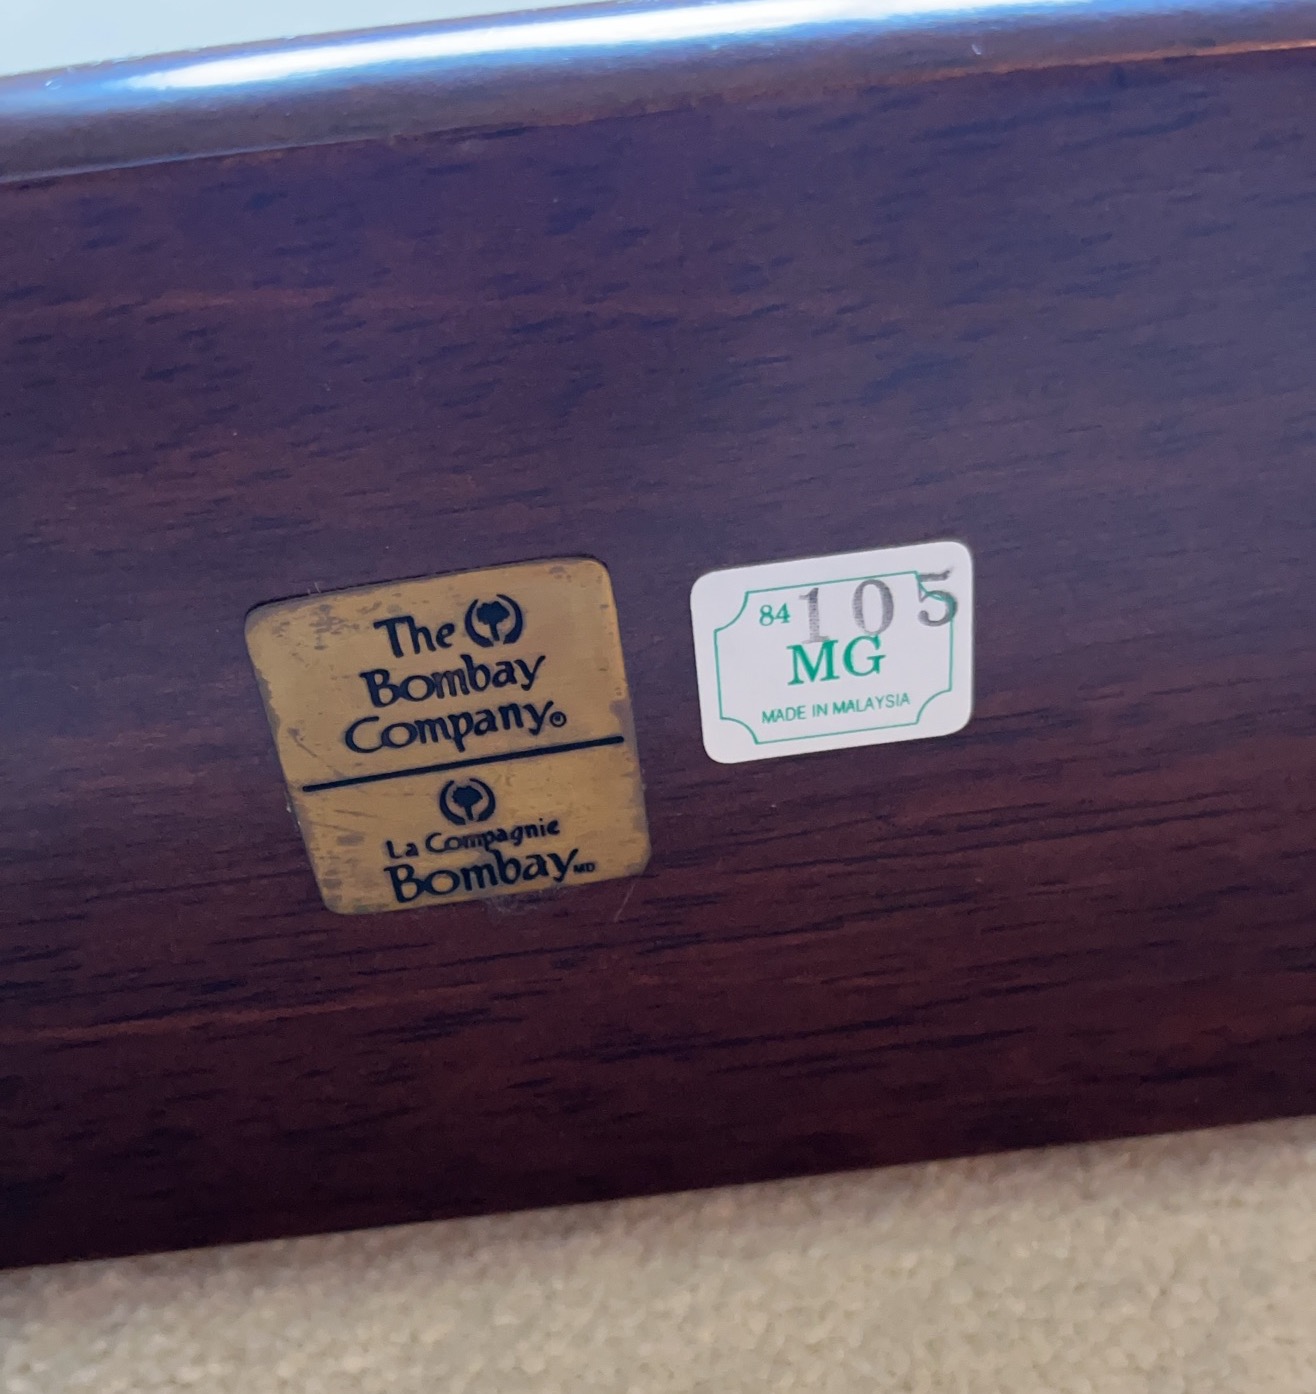 The
Bombay
Company®
La Compagnie
Bombay MD
84 105
MG
MADE IN MALAYSIA